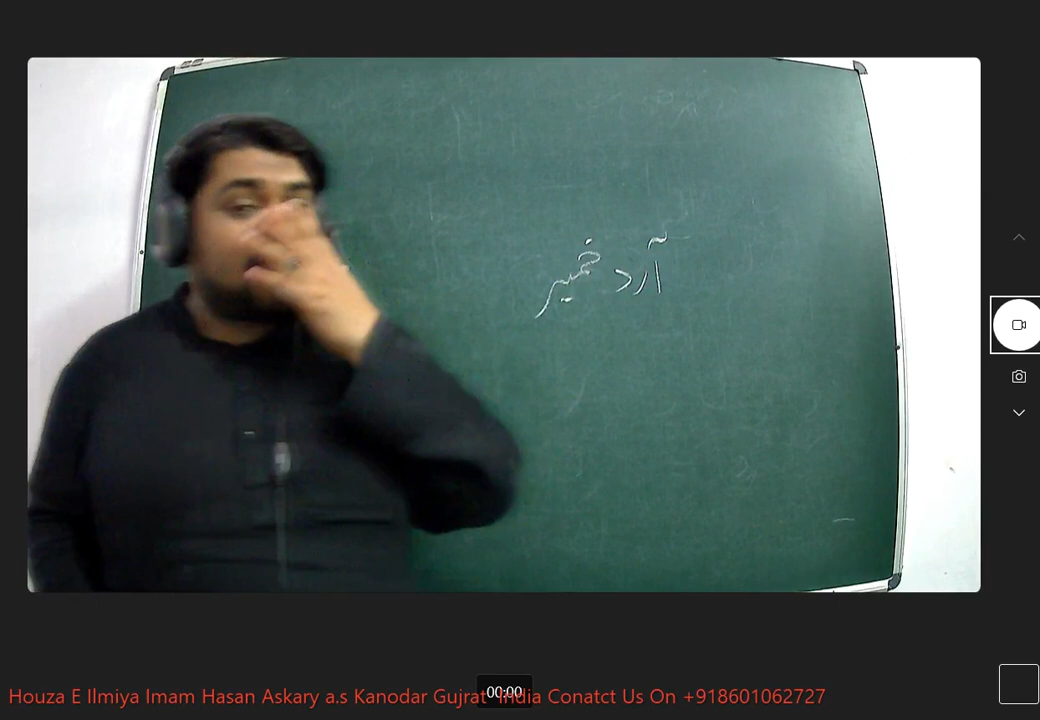 آرد خمیر
00:00
Houza E Ilmiya Imam Hasan Askary a.s Kanodar Gujrat India Conatct Us On +918601062727